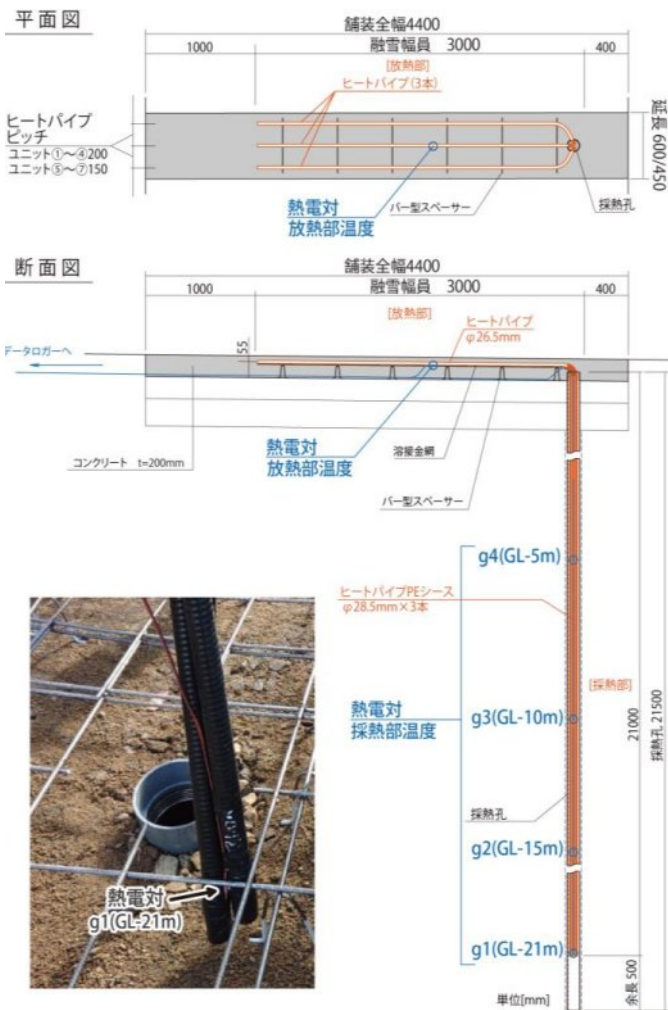 平面図
舗装全幅4400
1000
融雪幅員 3000
400
[放熱部]
ヒートパイプ(3本)
ヒートパイプ
ピッチ
ユニット①～④200
ユニット⑤～⑦150
延長 600/450
熱電対
放熱部温度
バー型スペーサー
採熱孔
断面図
舗装全幅4400
1000
融雪幅員 3000
400
[放熱部]
ヒートパイプ
φ26.5mm
55
データロガーへ
熱電対
放熱部温度
溶接金網
コンクリート t=200mm
バー型スペーサー
g4(GL-5m)
ヒートパイプPEシース
φ28.5mm×3本
[採熱部]
熱電対
採熱部温度
g3(GL-10m)
21000
採熱孔 21500
採熱孔
g2(GL-15m)
熱電対
g1(GL-21m)
g1(GL-21m)
余長 500
単位[mm]